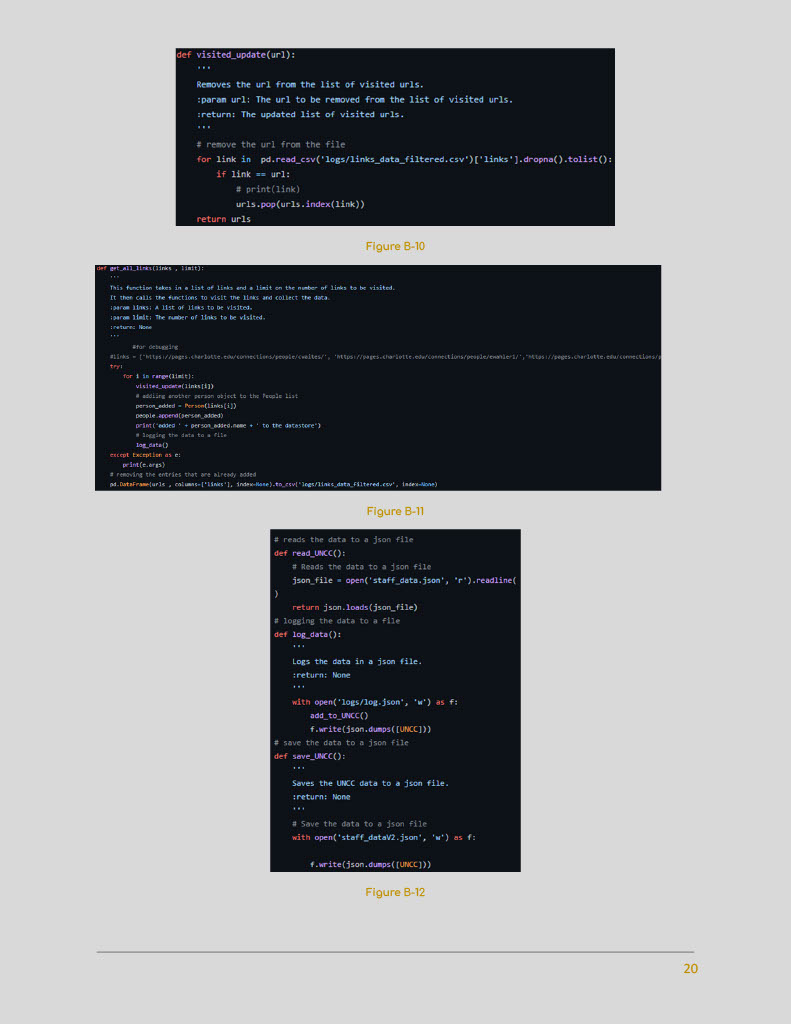 def visited_update(url):
'''
Removes the url from the list of visited urls.
:param url: The url to be removed from the list of visited urls.
:return: The updated list of visited urls.
'''
# remove the url from the file
for link in pd.read_csv('logs/links_data_filtered.csv')['links'].dropna().tolist():
if link == url:
# print(link)
urls.pop(urls.index(link))
return urls
Figure B-10
def get_all_links(links , limit):
'''
This function takes in a list of links and a limit on the number of links to be visited.
It then calls the functions to visit the links and collect the data.
:param links: A list of links to be visited.
:param limit: The number of links to be visited.
:return: None
'''
#for debugging
#links = ['https://pages.charlotte.edu/connections/people/cwaltes/', 'https://pages.charlotte.edu/connections/people/ewohleri/','https://pages.charlotte.edu/connections/p
try:
for i in range(limit):
visited_update(links[i])
# adiing another person object to the People list
person_added = Person(links[i])
people.append(person_added)
print('added ' + person_added.name + ' to the datastore')
# logging the data to a file
log_data()
except Exception as e:
print(e.args)
# removing the entries that are already added
pd.DataFrame(urls , columns=['links'], index=None).to_csv('logs/links_data_filtered.csv', index=None)
Figure B-11
# reads the data to a json file
def read_UNCC():
# Reads the data to a json file
json_file = open('staff_data.json', 'r').readline(
)
return json.loads(json_file)
# logging the data to a file
def log_data():
'''
Logs the data in a json file.
:return: None
'''
with open('logs/log.json', 'w') as f:
add_to_UNCC()
f.write(json.dumps([UNCC]))
# save the data to a json file
def save_UNCC():
'''
Saves the UNCC data to a json file.
:return: None
'''
# Save the data to a json file
with open('staff_dataV2.json', 'w') as f:
f.write(json.dumps([UNCC]))
Figure B-12
20